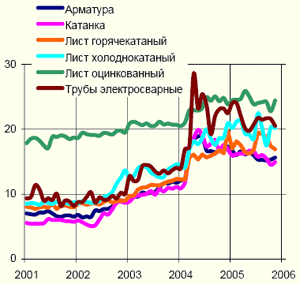 Арматура
Катанка
Лист горячекатаный
Лист холоднокатаный
Лист оцинкованный
Трубы электросварные
30
20
10
0
2001 2002 2003 2004 2005 2006